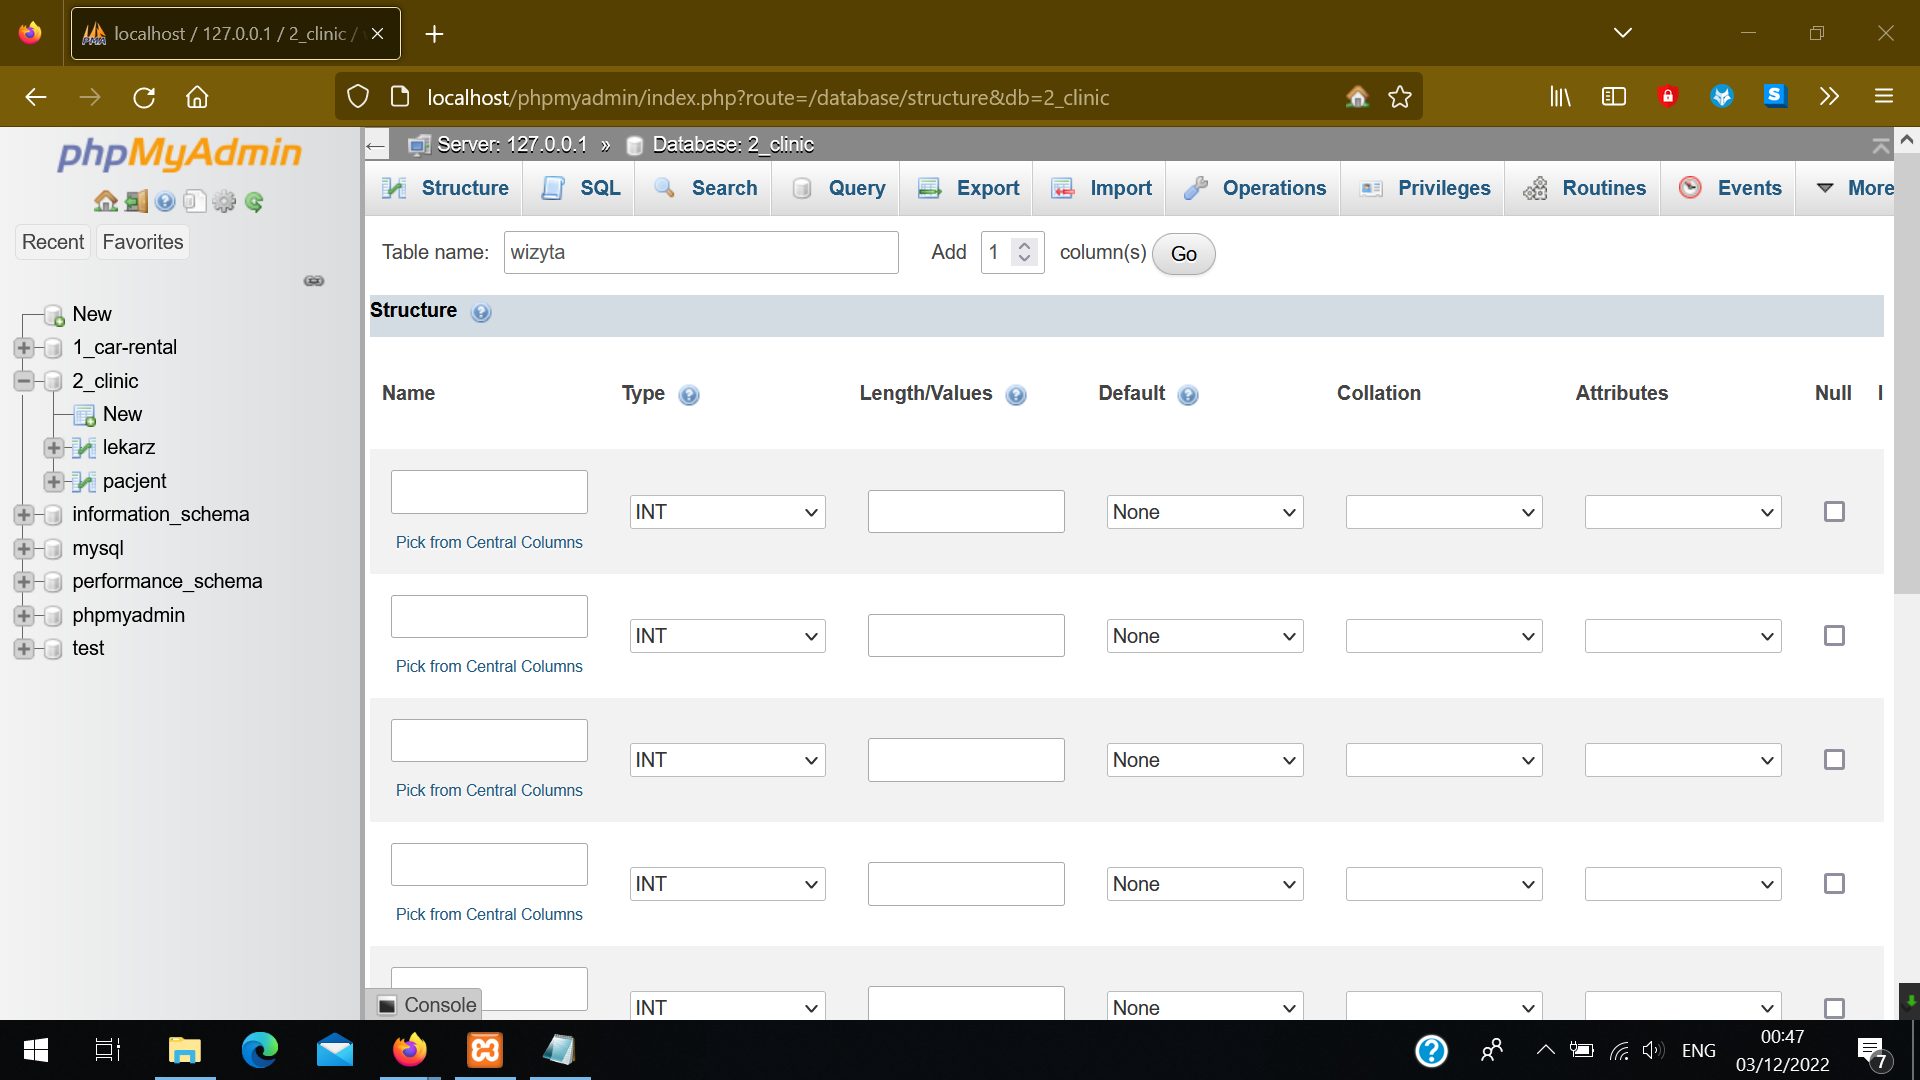 localhost / 127.0.0.1 / 2_clinic /
localhost/phpmyadmin/index.php?route=/database/structure&db=2_clinic
phpMyAdmin
Recent
Favorites
New
1_car-rental
2_clinic
New
lekarz
pacjent
information_schema
mysql
performance_schema
phpmyadmin
test
Server: 127.0.0.1 » Database: 2_clinic
Structure SQL Search Query Export Import Operations Privileges Routines Events More
Table name: wizyta Add 1 column(s) Go
Structure
Name Type Length/Values Default Collation Attributes Null
INT None
Pick from Central Columns
INT None
Pick from Central Columns
INT None
Pick from Central Columns
INT None
Pick from Central Columns
INT None
Console
ENG
00:47
03/12/2022
7